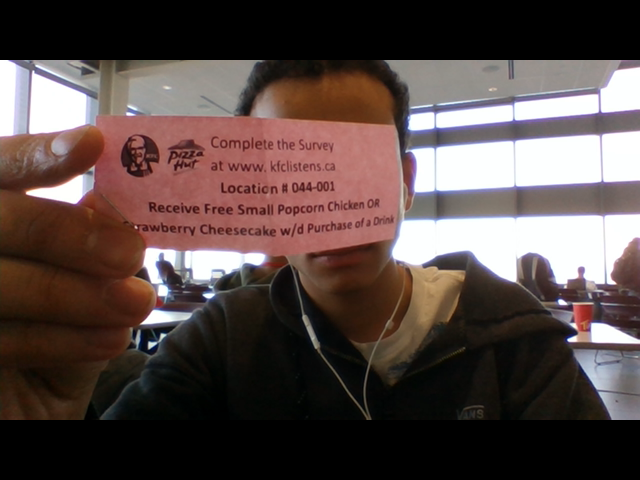 Pizza Hut
Complete the Survey
at www. kfclistens.ca
Location # 044-001
Receive Free Small Popcorn Chicken OR
Strawberry Cheesecake w/d Purchase of a Drink
VANS